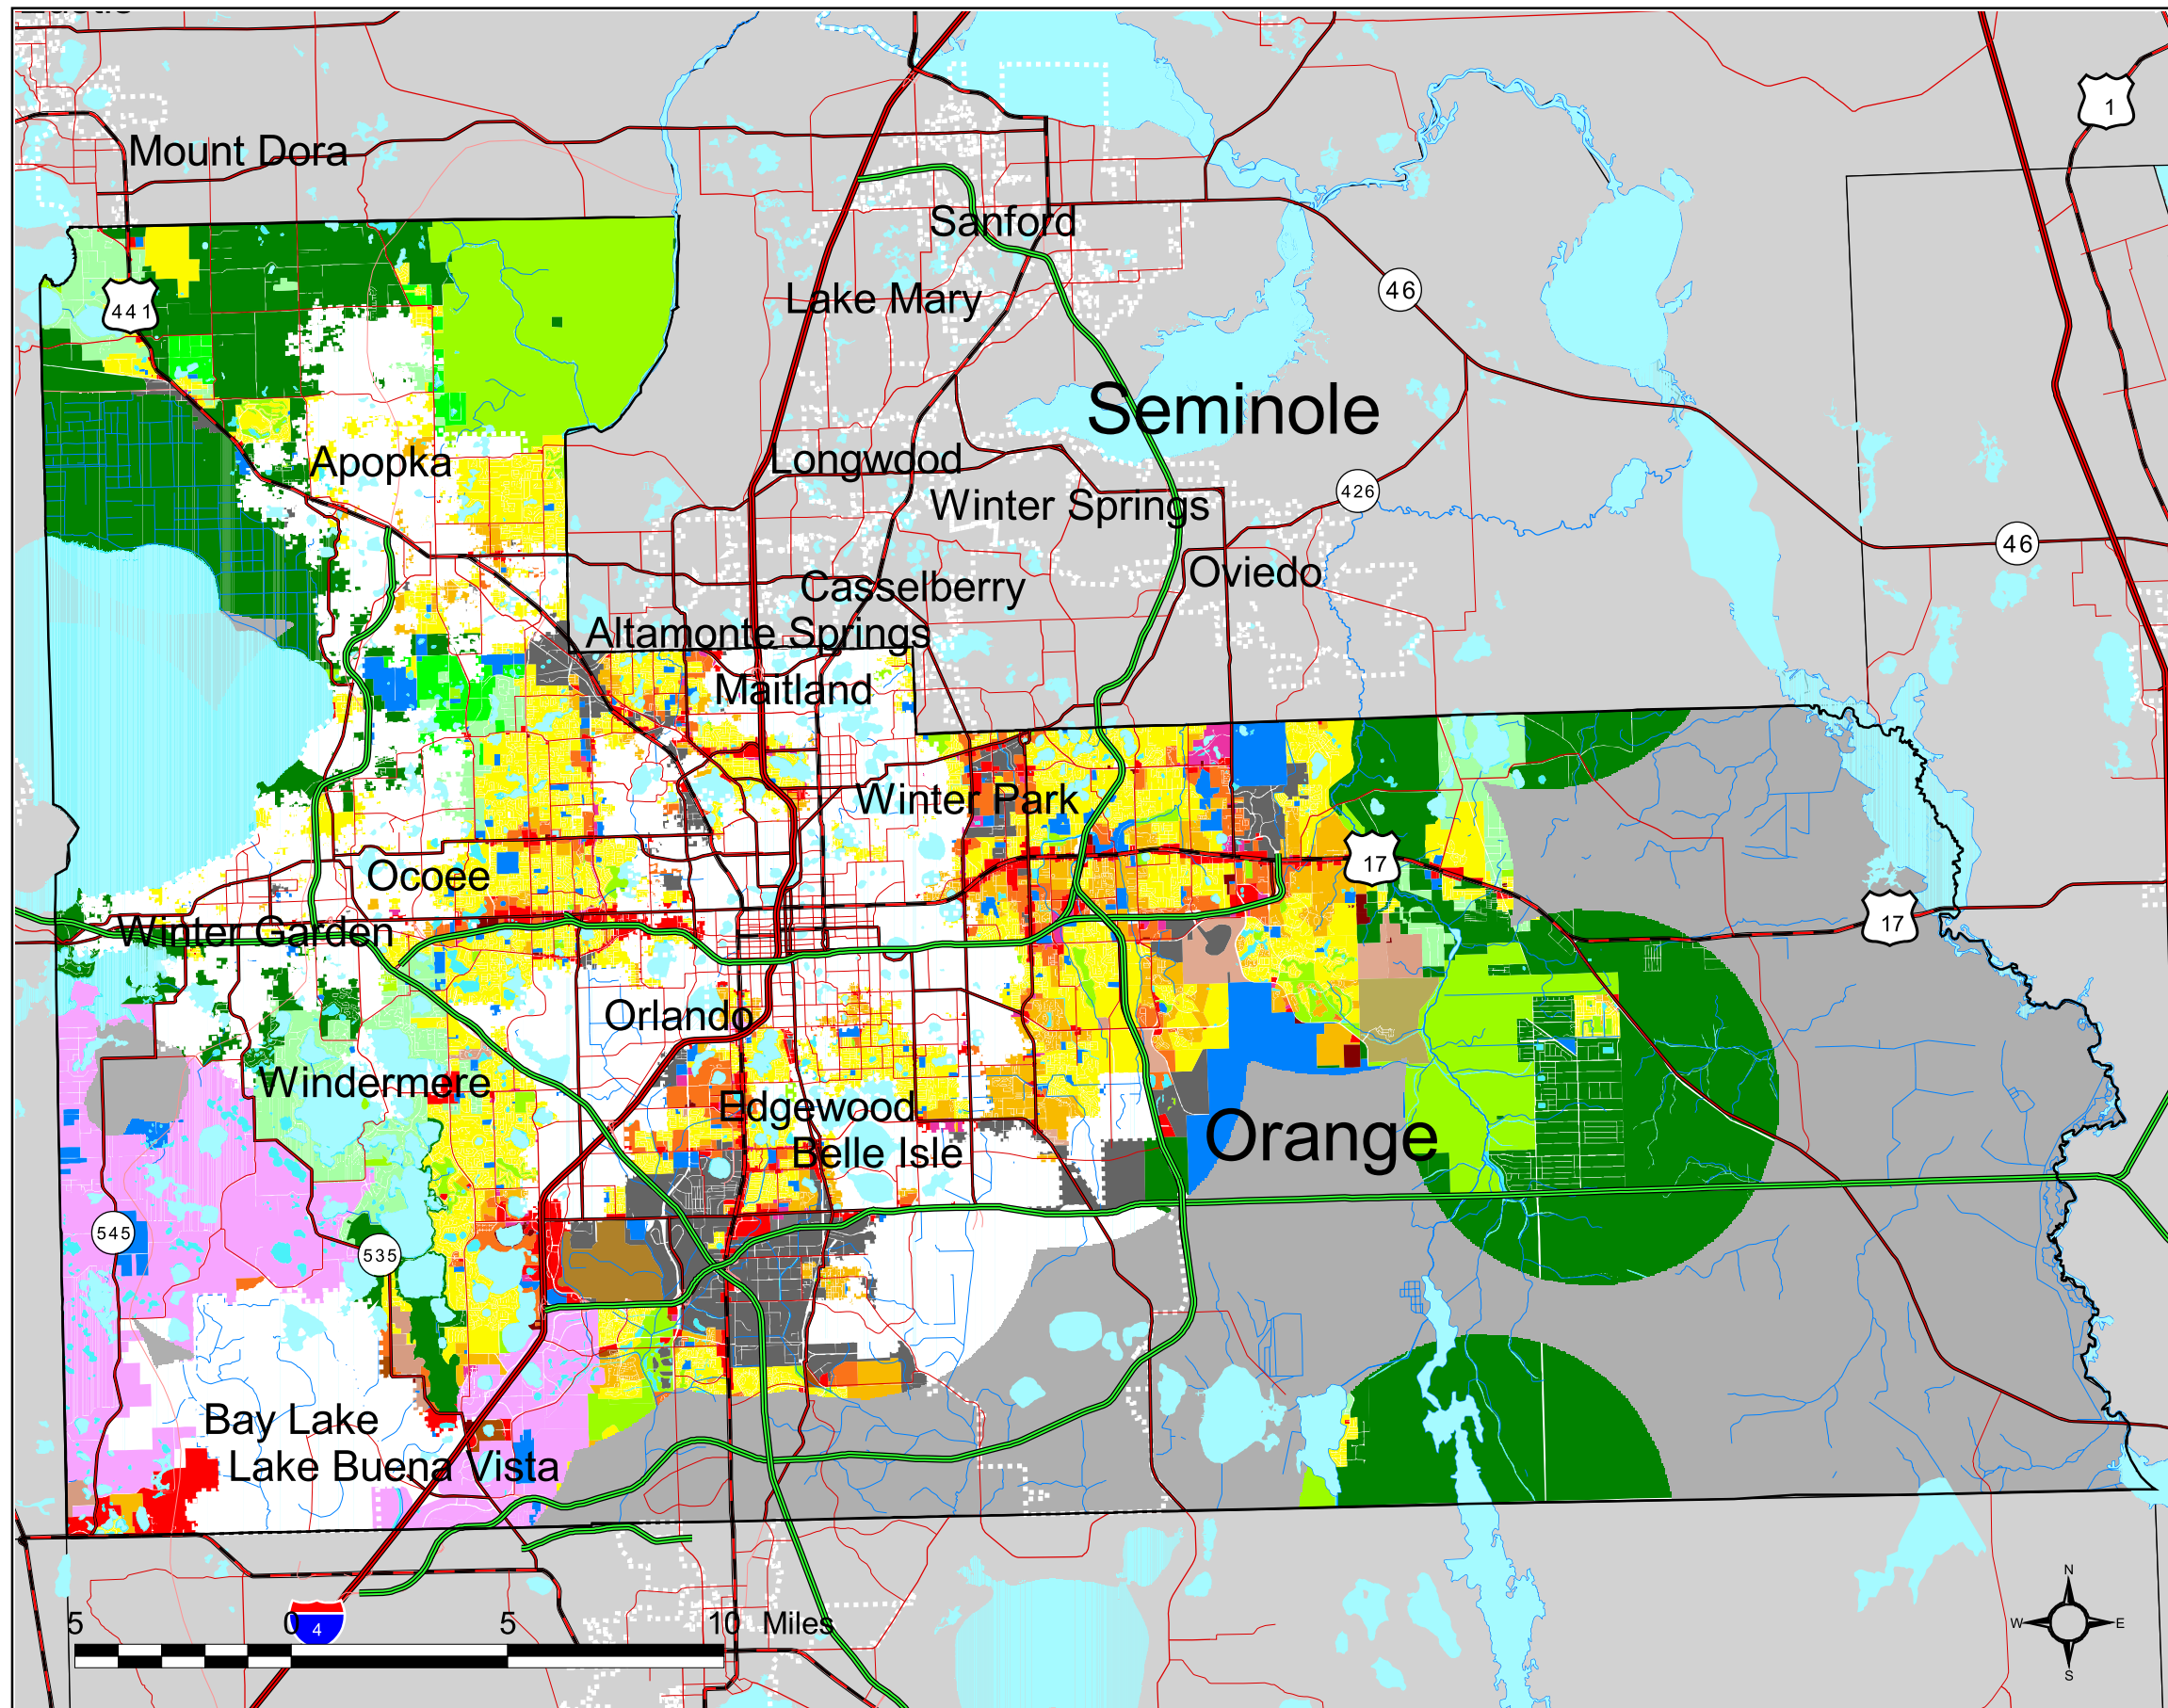 1
Mount Dora
Sanford
46
Lake Mary
441
Seminole
Apopka
Longwood
426
Winter Springs
46
Oviedo
Casselberry
Altamonte Springs
Maitland
Winter Park
17
Ocoee
17
Winter Garden
Orlando
Windermere
Edgewood
Orange
Belle Isle
545
535
Bay Lake
Lake Buena Vista
N
W E
S
5 0 5 10 Miles
4